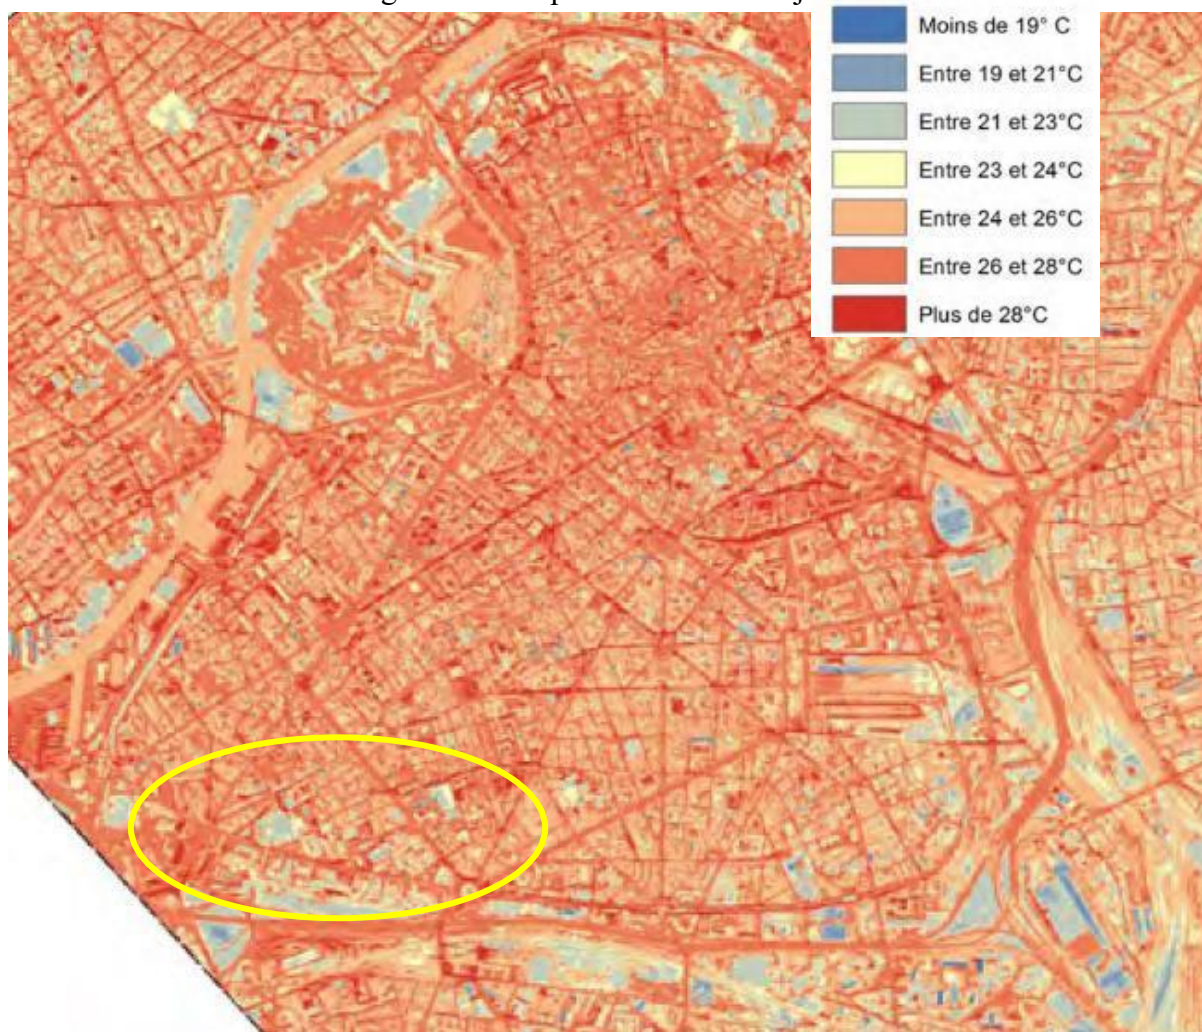 Moins de 19° C
Entre 19 et 21°C
Entre 21 et 23°C
Entre 23 et 24°C
Entre 24 et 26°C
Entre 26 et 28°C
Plus de 28°C